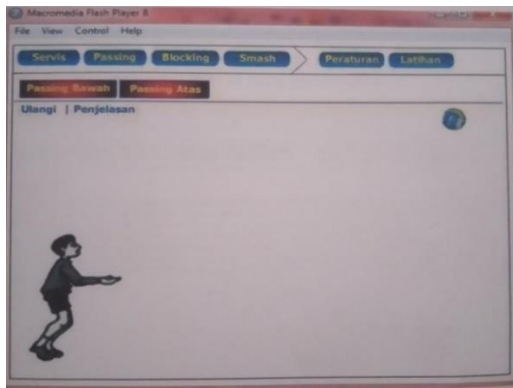 Macromedia Flash Player 8
File View Control Help
Servis Passing Blocking Smash Peraturan Latihan
Passing Bawah Passing Atas
Ulangi | Penjelasan